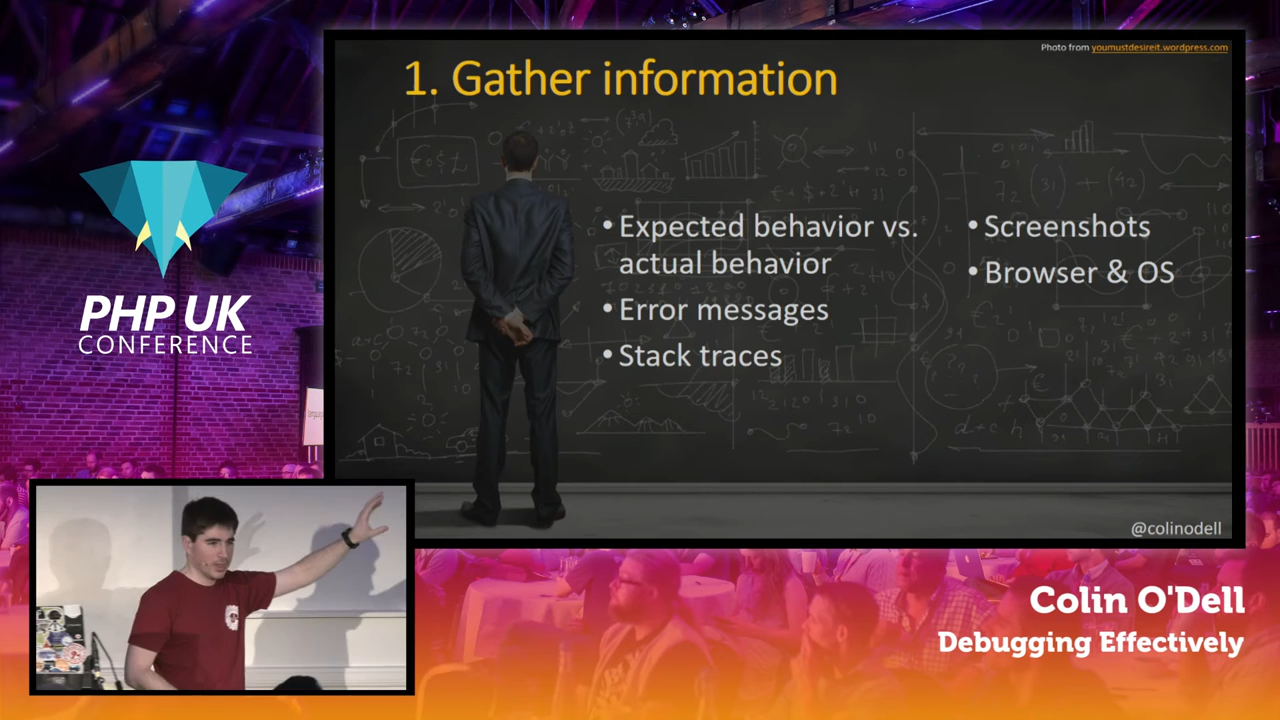 Photo from youmustdesireit.wordpress.com
1. Gather information
• Expected behavior vs.
actual behavior
• Error messages
• Stack traces
• Screenshots
• Browser & OS
@colinodell
PHP UK
CONFERENCE
Colin O'Dell
Debugging Effectively